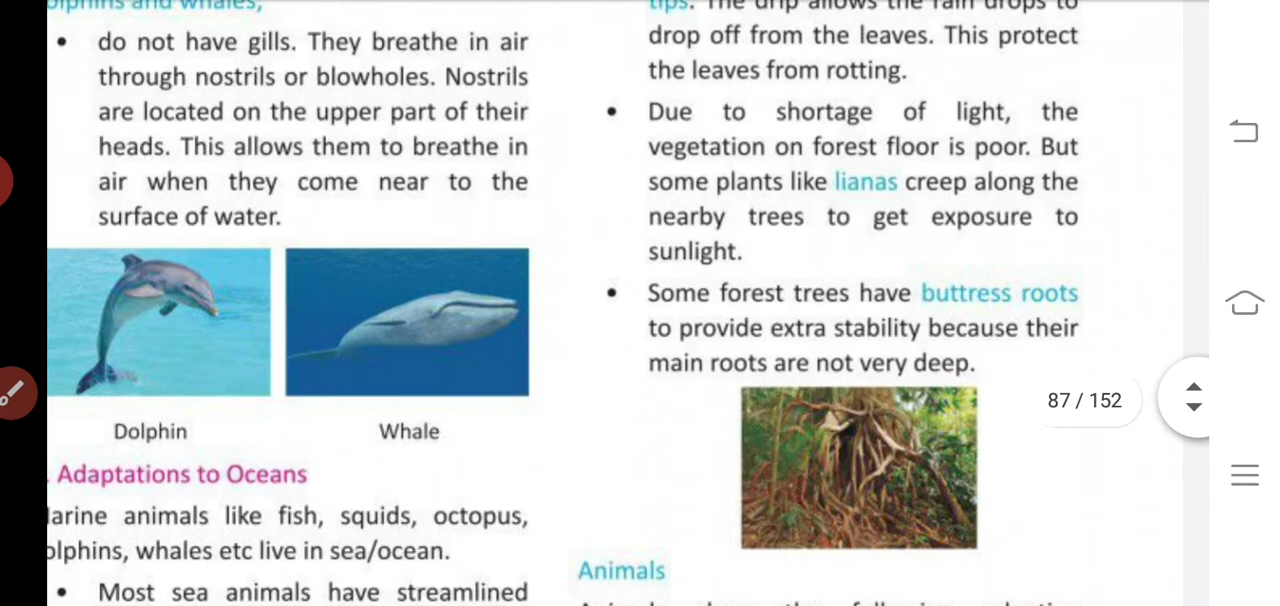 do not have gills. They breathe in air
through nostrils or blowholes. Nostrils
are located on the upper part of their
heads. This allows them to breathe in
air when they come near to the
surface of water.
Dolphin Whale
. Adaptations to Oceans
animals like fish, squids, octopus,
whales etc live in sea/ocean.
• Most sea animals have streamlined
drop off from the leaves. This protect
the leaves from rotting.
• Due to shortage of light, the
vegetation on forest floor is poor. But
some plants like lianas creep along the
nearby trees to get exposure to
sunlight.
• Some forest trees have buttress roots
to provide extra stability because their
main roots are not very deep.
Animals
87 / 152